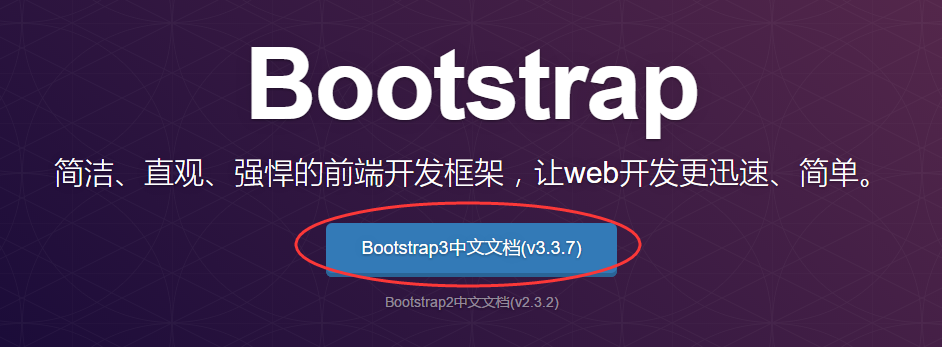 Bootstrap
简洁、直观、强悍的前端开发框架，让web开发更迅速、简单。
Bootstrap3中文文档(v3.3.7)
Bootstrap2中文文档(v2.3.2)